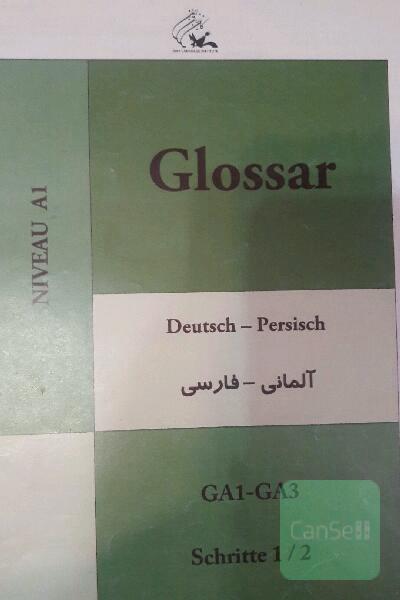 Glossar
NIVEAU A1
Deutsch – Persisch
آلمانی – فارسی
GA1-GA3
Schritte 1 / 2
CanSell